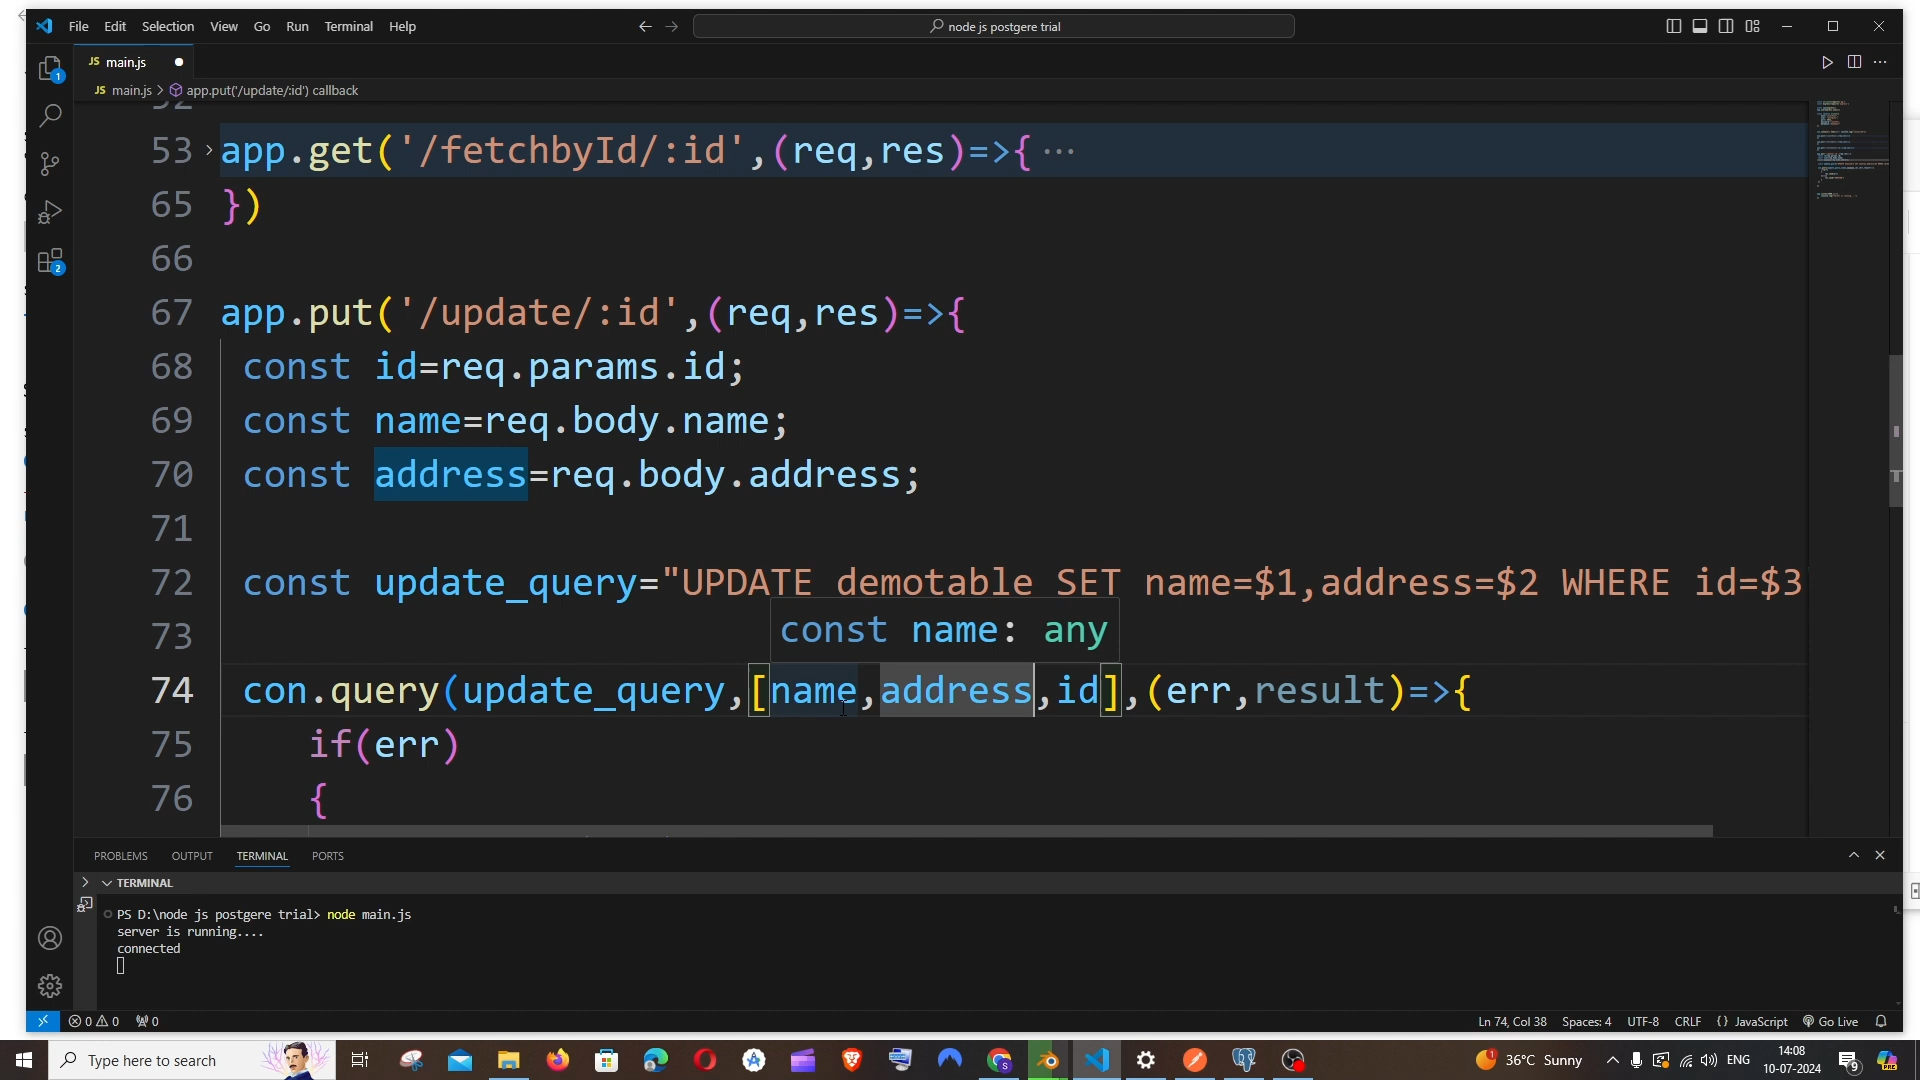 File Edit Selection View Go Run Terminal Help
node js postgere trial
JS main.js
JS main.js > app.put('/update/:id') callback
52
53 app.get('/fetchbyId/:id',(req,res)=>{ ···
65 })
66
67 app.put('/update/:id',(req,res)=>{
68 const id=req.params.id;
69 const name=req.body.name;
70 const address=req.body.address;
71
72 const update_query="UPDATE demotable SET name=$1,address=$2 WHERE id=$3
73
const name: any
74 con.query(update_query,[name,address,id],(err,result)=>{
75 if(err)
76 {
PROBLEMS OUTPUT TERMINAL PORTS
TERMINAL
PS D:\node js postgere trial> node main.js
server is running....
connected
0 0 0
Ln 74, Col 38 Spaces: 4 UTF-8 CRLF {} JavaScript Go Live
Type here to search
36°C Sunny
ENG
14:08
10-07-2024